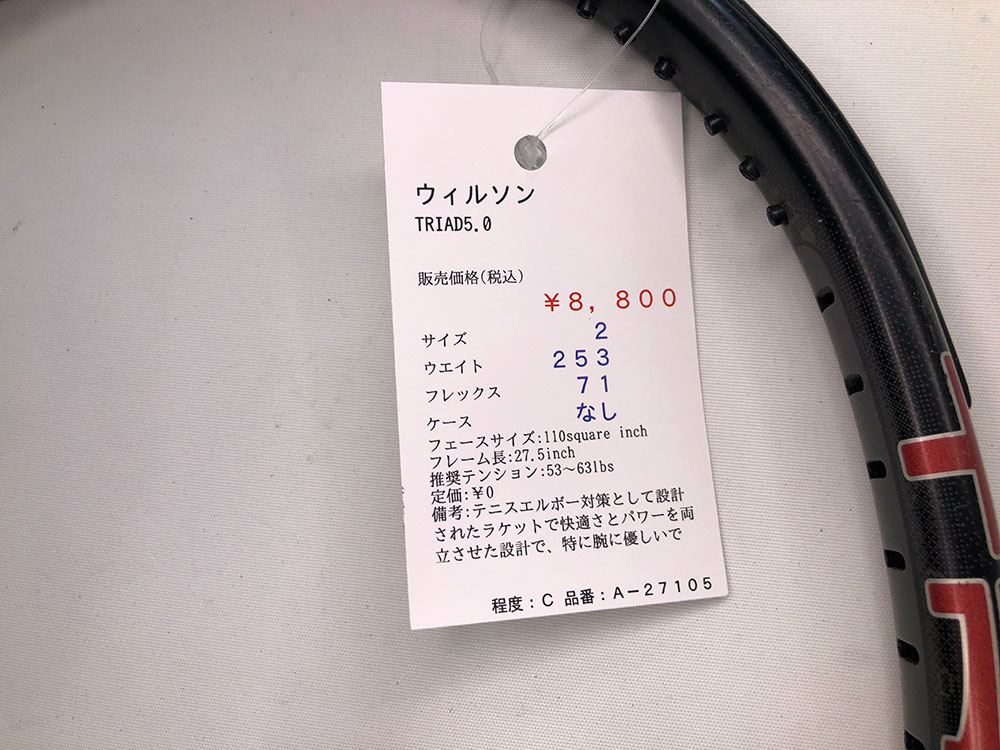 ウィルソン
TRIAD5.0
販売価格(税込)
¥8,800
サイズ 2
ウエイト 253
フレックス 71
ケース なし
フェースサイズ:110square inch
フレーム長:27.5inch
推奨テンション:53～63lbs
定価:¥0
備考:テニスエルボー対策として設計
されたラケットで快適さとパワーを両
立させた設計で、特に腕に優しいで
程度:C 品番:A－27105